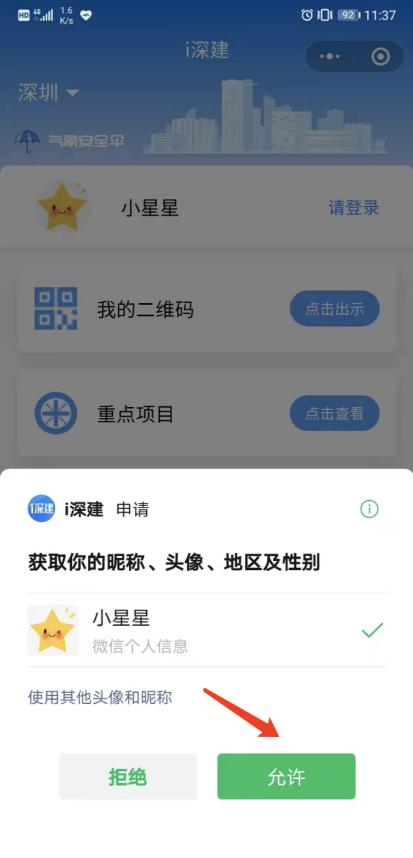 HD 4G 1.6 K/s 92 11:37
i深建
深圳
气象安全伞
小星星 请登录
我的二维码 点击出示
重点项目 点击查看
i深建 i深建 申请
获取你的昵称、头像、地区及性别
小星星
微信个人信息
使用其他头像和昵称
拒绝 允许